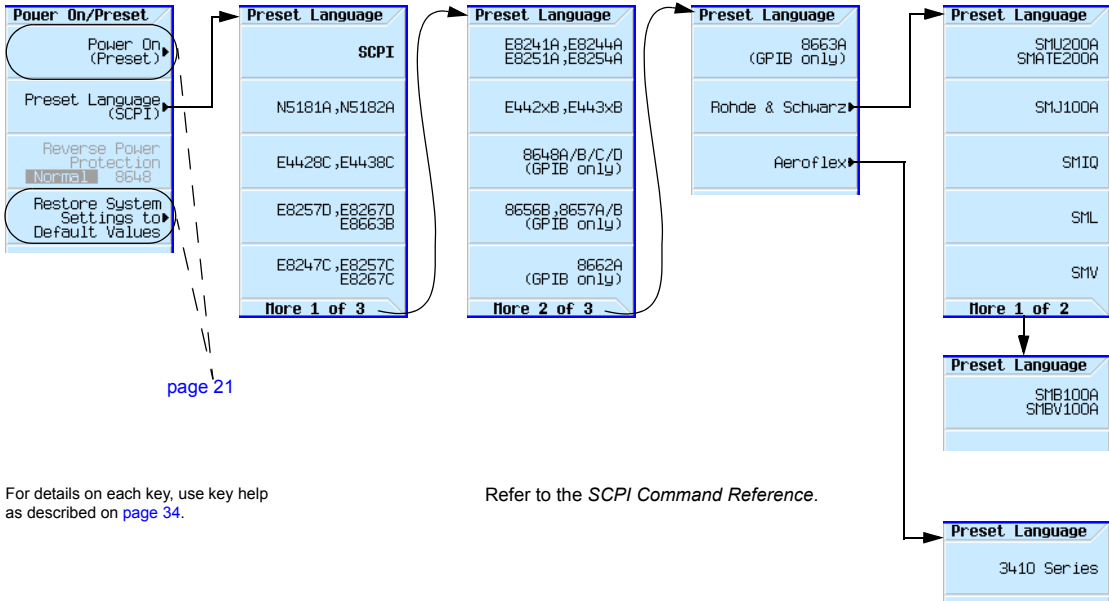 Power On/Preset
Power On
(Preset)
Preset Language
(SCPI)
Reverse Power
Protection
Normal 8648
Restore System
Settings to
Default Values
page 21
For details on each key, use key help
as described on page 34.
Preset Language
SCPI
N5181A,N5182A
E4428C,E4438C
E8257D,E8267D
E8663B
E8247C,E8257C
E8267C
More 1 of 3
Preset Language
E8241A,E8244A
E8251A,E8254A
E442xB,E443xB
8648A/B/C/D
(GPIB only)
8656B,8657A/B
(GPIB only)
8662A
(GPIB only)
More 2 of 3
Refer to the SCPI Command Reference.
Preset Language
8663A
(GPIB only)
Rohde & Schwarz
Aeroflex
Preset Language
SMU200A
SMATE200A
SMJ100A
SMIQ
SML
SMV
More 1 of 2
Preset Language
SMB100A
SMBV100A
Preset Language
3410 Series